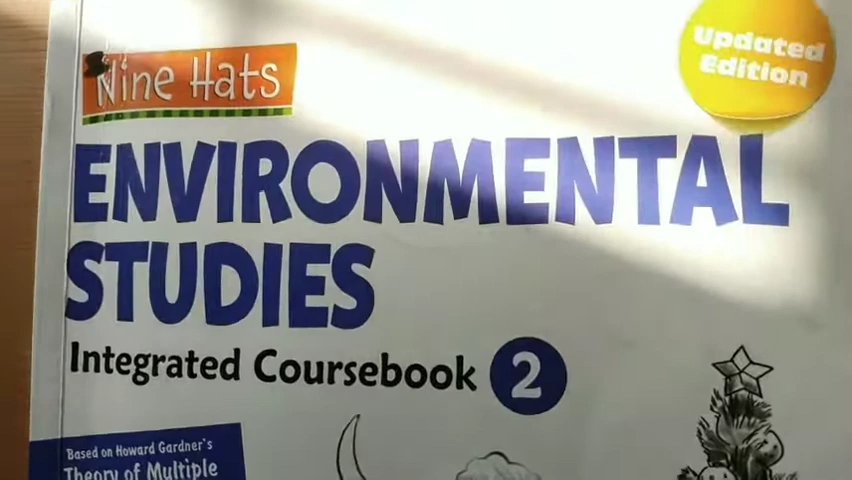 Nine Hats
Updated
Edition
ENVIRONMENTAL
STUDIES
Integrated Coursebook 2
Based on Howard Gardner's
Theory of Multiple